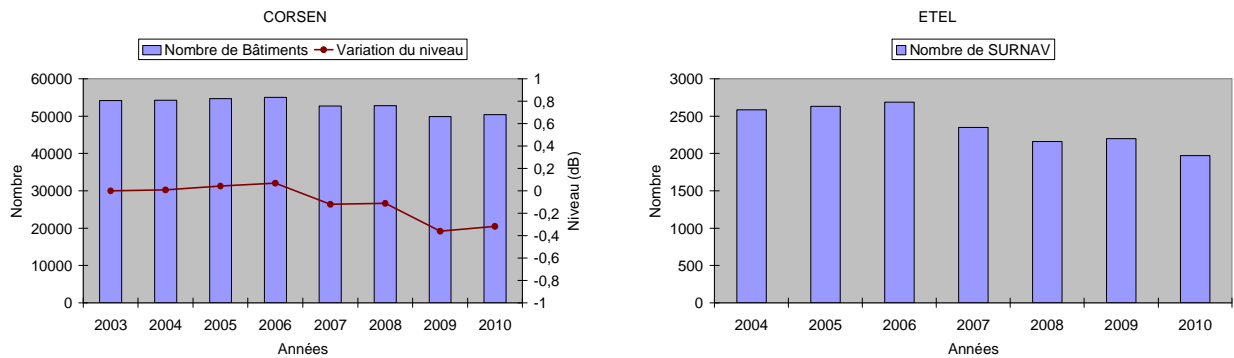 CORSEN
Nombre de Bâtiments Variation du niveau
60000
50000
40000
30000
20000
10000
0
Nombre
1
0,8
0,6
0,4
0,2
0
-0,2
-0,4
-0,6
-0,8
-1
Niveau (dB)
2003 2004 2005 2006 2007 2008 2009 2010
Années
ETEL
Nombre de SURNAV
3000
2500
2000
1500
1000
500
0
Nombre
2004 2005 2006 2007 2008 2009 2010
Années